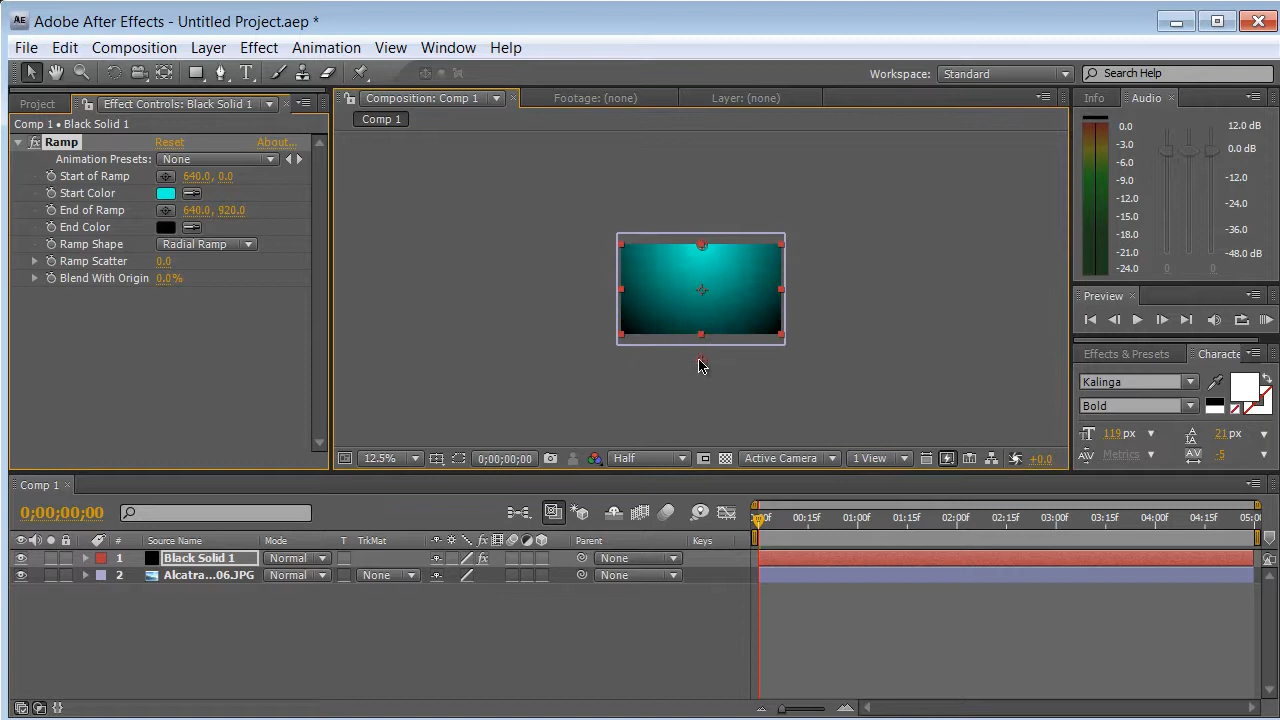 Adobe After Effects - Untitled Project.aep *
File Edit Composition Layer Effect Animation View Window Help
Workspace: Standard Search Help
Project Effect Controls: Black Solid 1 Composition: Comp 1 Footage: (none) Layer: (none) Info Audio
Comp 1 • Black Solid 1 Comp 1
fx Ramp Reset About...
Animation Presets: None
Start of Ramp 640.0, 0.0
Start Color
End of Ramp 640.0, 920.0
End Color
Ramp Shape Radial Ramp
Ramp Scatter 0.0
Blend With Origin 0.0%
0.0 12.0 dB
-3.0
-6.0 0.0 dB
-9.0
-12.0 -12.0
-15.0
-18.0 -24.0
-21.0 -36.0
-24.0 0 0 -48.0 dB
Preview
Effects & Presets Characte
Kalinga
Bold
119 px 21 px
Metrics -5
12.5% 0;00;00;00 Half Active Camera 1 View +0.0
Comp 1
0;00;00;00
00f 00:15f 01:00f 01:15f 02:00f 02:15f 03:00f 03:15f 04:00f 04:15f 05:0
# Source Name Mode T TrkMat Parent Keys
1 Black Solid 1 Normal None
2 Alcatra...06.JPG Normal None None